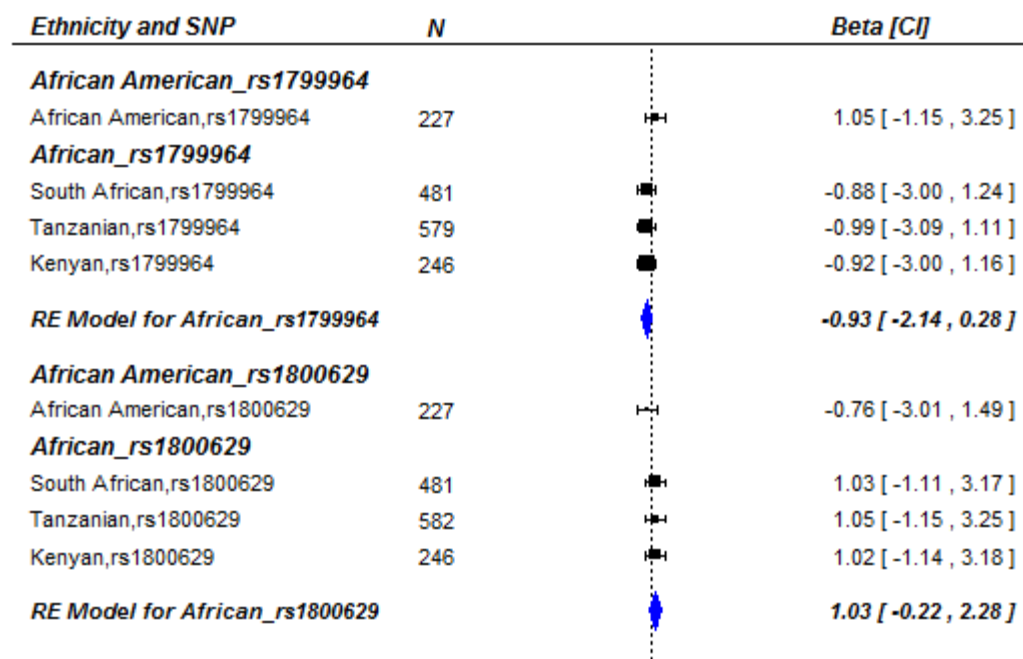 Ethnicity and SNP N Beta [CI]
African American_rs1799964
African American,rs1799964 227 1.05 [ -1.15 , 3.25 ]
African_rs1799964
South African,rs1799964 481 -0.88 [ -3.00 , 1.24 ]
Tanzanian,rs1799964 579 -0.99 [ -3.09 , 1.11 ]
Kenyan,rs1799964 246 -0.92 [ -3.00 , 1.16 ]
RE Model for African_rs1799964 -0.93 [ -2.14 , 0.28 ]
African American_rs1800629
African American,rs1800629 227 -0.76 [ -3.01 , 1.49 ]
African_rs1800629
South African,rs1800629 481 1.03 [ -1.11 , 3.17 ]
Tanzanian,rs1800629 582 1.05 [ -1.15 , 3.25 ]
Kenyan,rs1800629 246 1.02 [ -1.14 , 3.18 ]
RE Model for African_rs1800629 1.03 [ -0.22 , 2.28 ]